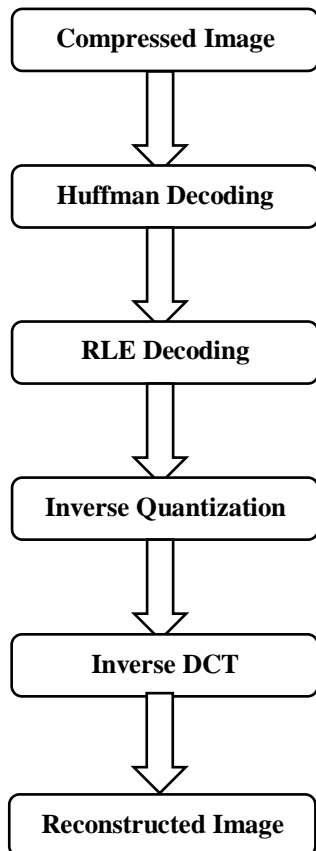 Compressed Image
Huffman Decoding
RLE Decoding
Inverse Quantization
Inverse DCT
Reconstructed Image